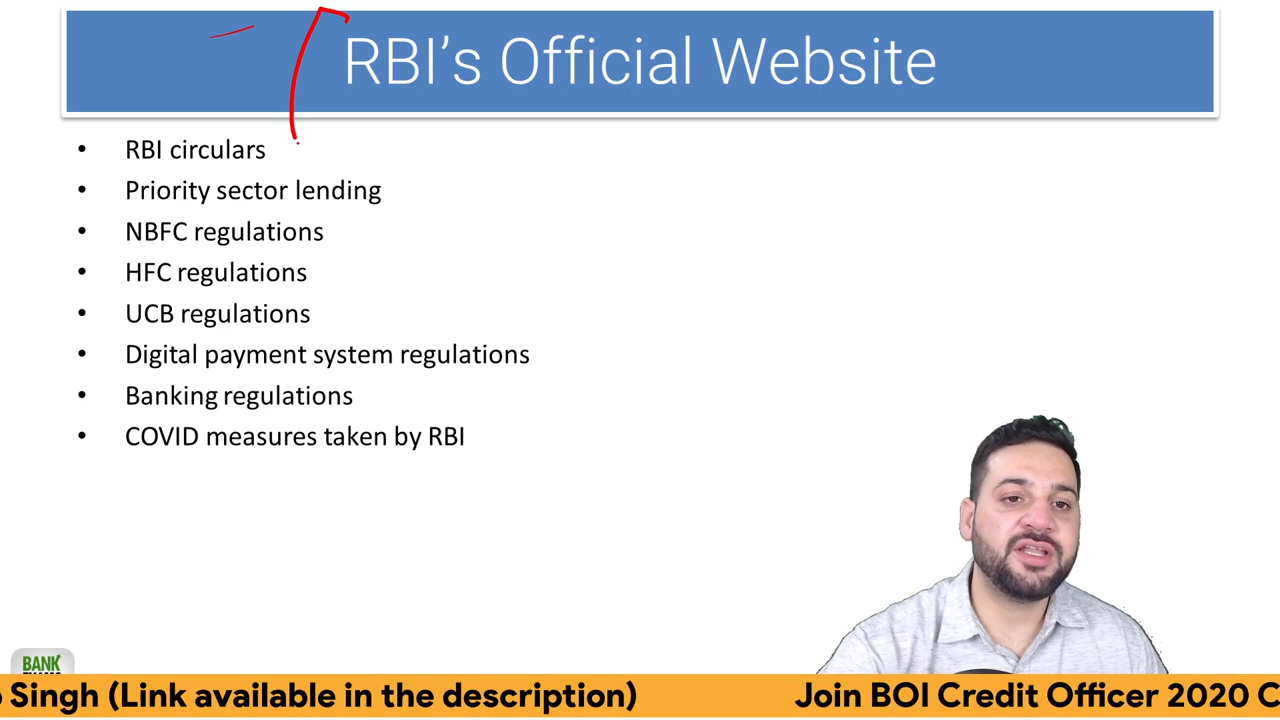 RBI's Official Website
• RBI circulars
• Priority sector lending
• NBFC regulations
• HFC regulations
• UCB regulations
• Digital payment system regulations
• Banking regulations
• COVID measures taken by RBI
BANK
Singh (Link available in the description) Join BOI Credit Officer 2020 C